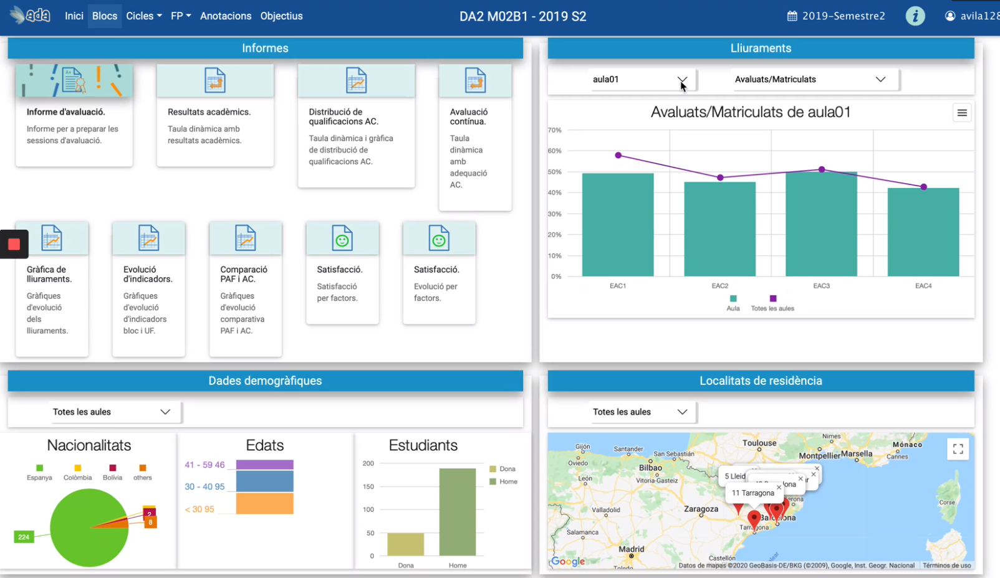 ada
Inici
Blocs
Cicles
FP
Anotacions
Objectius
DA2 M02B1 - 2019 S2
2019-Semestre2
i
avila128
Informes
A+
Informe d'avaluació.
Informe per a preparar les
sessions d'avaluació.
Resultats acadèmics.
Taula dinàmica amb
resultats acadèmics.
Distribució de
qualificacions AC.
Taula dinàmica i gràfica
de distribució de
qualificacions AC.
Avaluació
contínua.
Taula
dinàmica
amb
adequació
AC.
Gràfica de
lliuraments.
Gràfiques
d'evolució
dels
lliuraments.
Evolució
d'indicadors.
Gràfiques
d'evolució
d'indicadors
bloc i UF.
Comparació
PAF i AC.
Gràfiques
d'evolució
comparativa
PAF i AC.
Satisfacció.
Satisfacció
per factors.
Satisfacció.
Evolució per
factors.
Lliuraments
aula01
Avaluats/Matriculats
Avaluats/Matriculats de aula01
70%
60%
50%
40%
30%
20%
10%
0%
EAC1
EAC2
EAC3
EAC4
Aula
Totes les aules
Dades demogràfiques
Totes les aules
Nacionalitats
Espanya
Colòmbia
Bolívia
others
224
2
8
Edats
41 - 59 46
30 - 40 95
< 30 95
Estudiants
200
150
100
50
0
Dona
Home
Dona
Home
Localitats de residència
Totes les aules
Gijón
Santander
San Sebastián
Toulouse
Nimes
Mónaco
Oviedo
Bilbao
Montpellier
Marsella
Cannes
León
Vitoria-Gasteiz
5 Lleid
11 Tarragona
Corse
Valladolid
Zaragoza
Barcelona
Tarragona
Salamanca
Madrid
Castellón
Toledo
Google
Datos de mapas ©2020 GeoBasis-DE/BKG (©2009), Google, Inst. Geogr. Nacional
Términos de uso